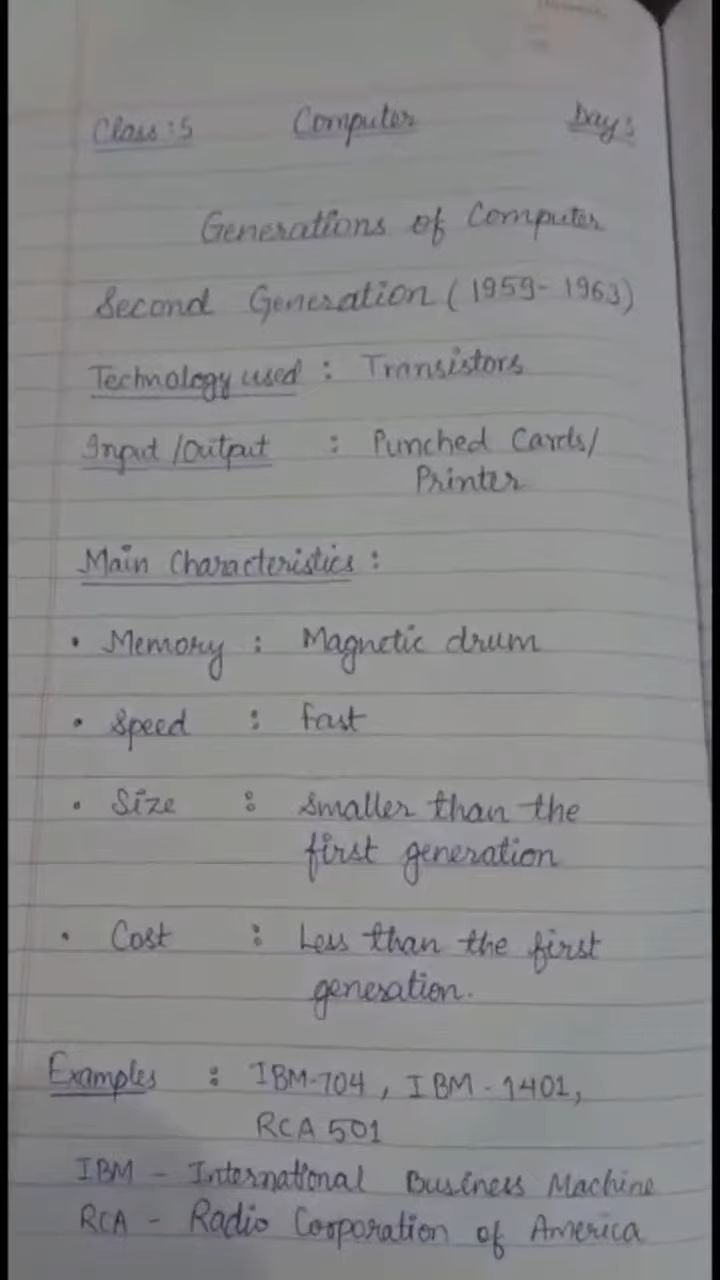 Class : 5 Computer Day :
Generations of Computer
Second Generation ( 1959 - 1963 )
Technology used : Transistors
Input / Output : Punched Cards /
Printer
Main Characteristics :
• Memory : Magnetic drum
• Speed : fast
• Size : smaller than the
first generation
• Cost : Less than the first
generation.
Examples : IBM-704 , IBM - 1401,
RCA 501
IBM - International Business Machine
RCA - Radio Corporation of America